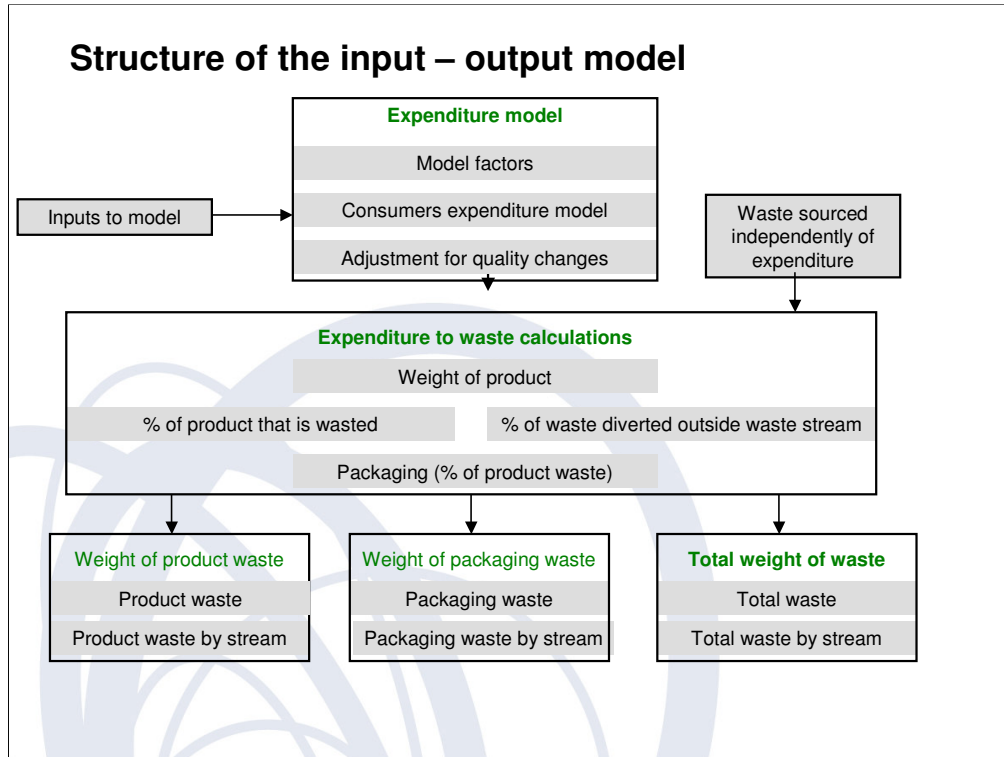 Structure of the input – output model
Expenditure model
Model factors
Inputs to model
Consumers expenditure model
Adjustment for quality changes
Waste sourced
independently of
expenditure
Expenditure to waste calculations
Weight of product
% of product that is wasted
% of waste diverted outside waste stream
Packaging (% of product waste)
Weight of product waste
Product waste
Product waste by stream
Weight of packaging waste
Packaging waste
Packaging waste by stream
Total weight of waste
Total waste
Total waste by stream